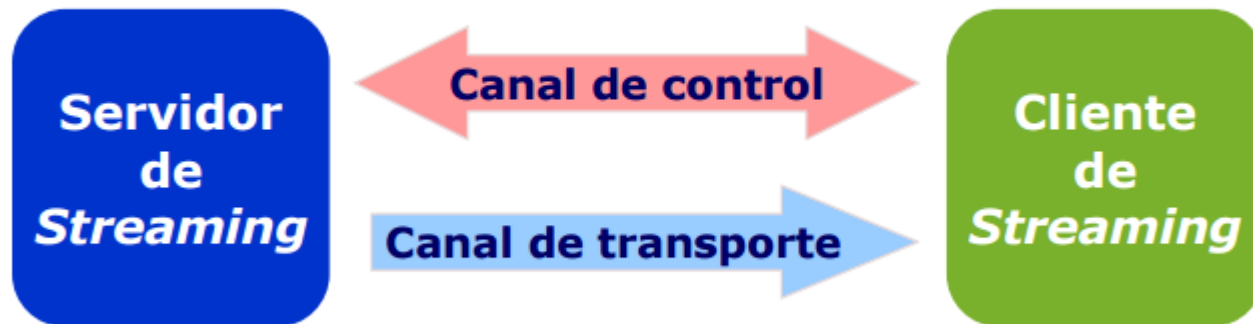 Servidor
de
Streaming
Canal de control
Canal de transporte
Cliente
de
Streaming